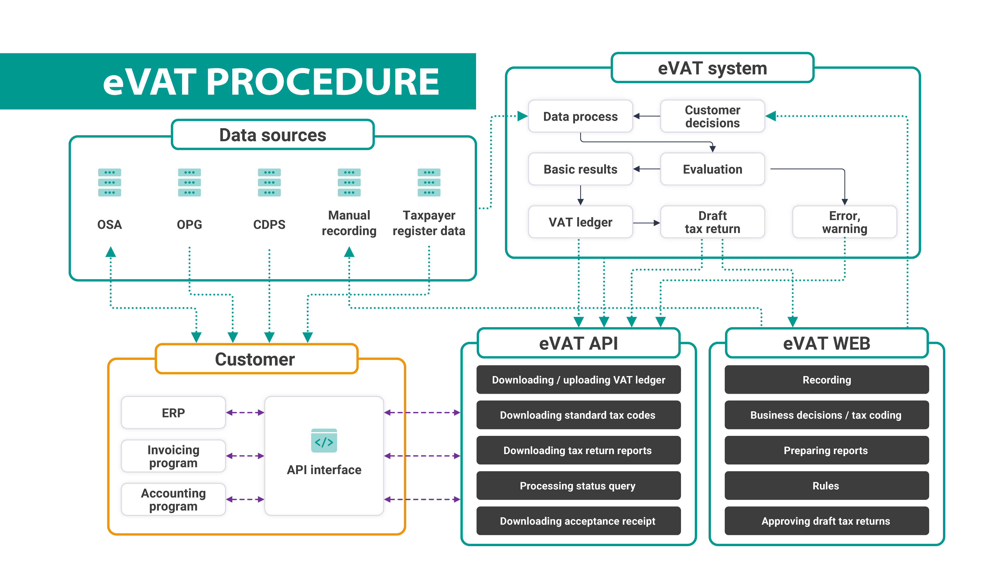 eVAT PROCEDURE
Data sources
OSA
OPG
CDPS
Manual
recording
Taxpayer
register data
eVAT system
Data process
Customer
decisions
Basic results
Evaluation
VAT ledger
Draft
tax return
Error,
warning
Customer
ERP
Invoicing
program
Accounting
program
</>
API interface
eVAT API
Downloading / uploading VAT ledger
Downloading standard tax codes
Downloading tax return reports
Processing status query
Downloading acceptance receipt
eVAT WEB
Recording
Business decisions / tax coding
Preparing reports
Rules
Approving draft tax returns